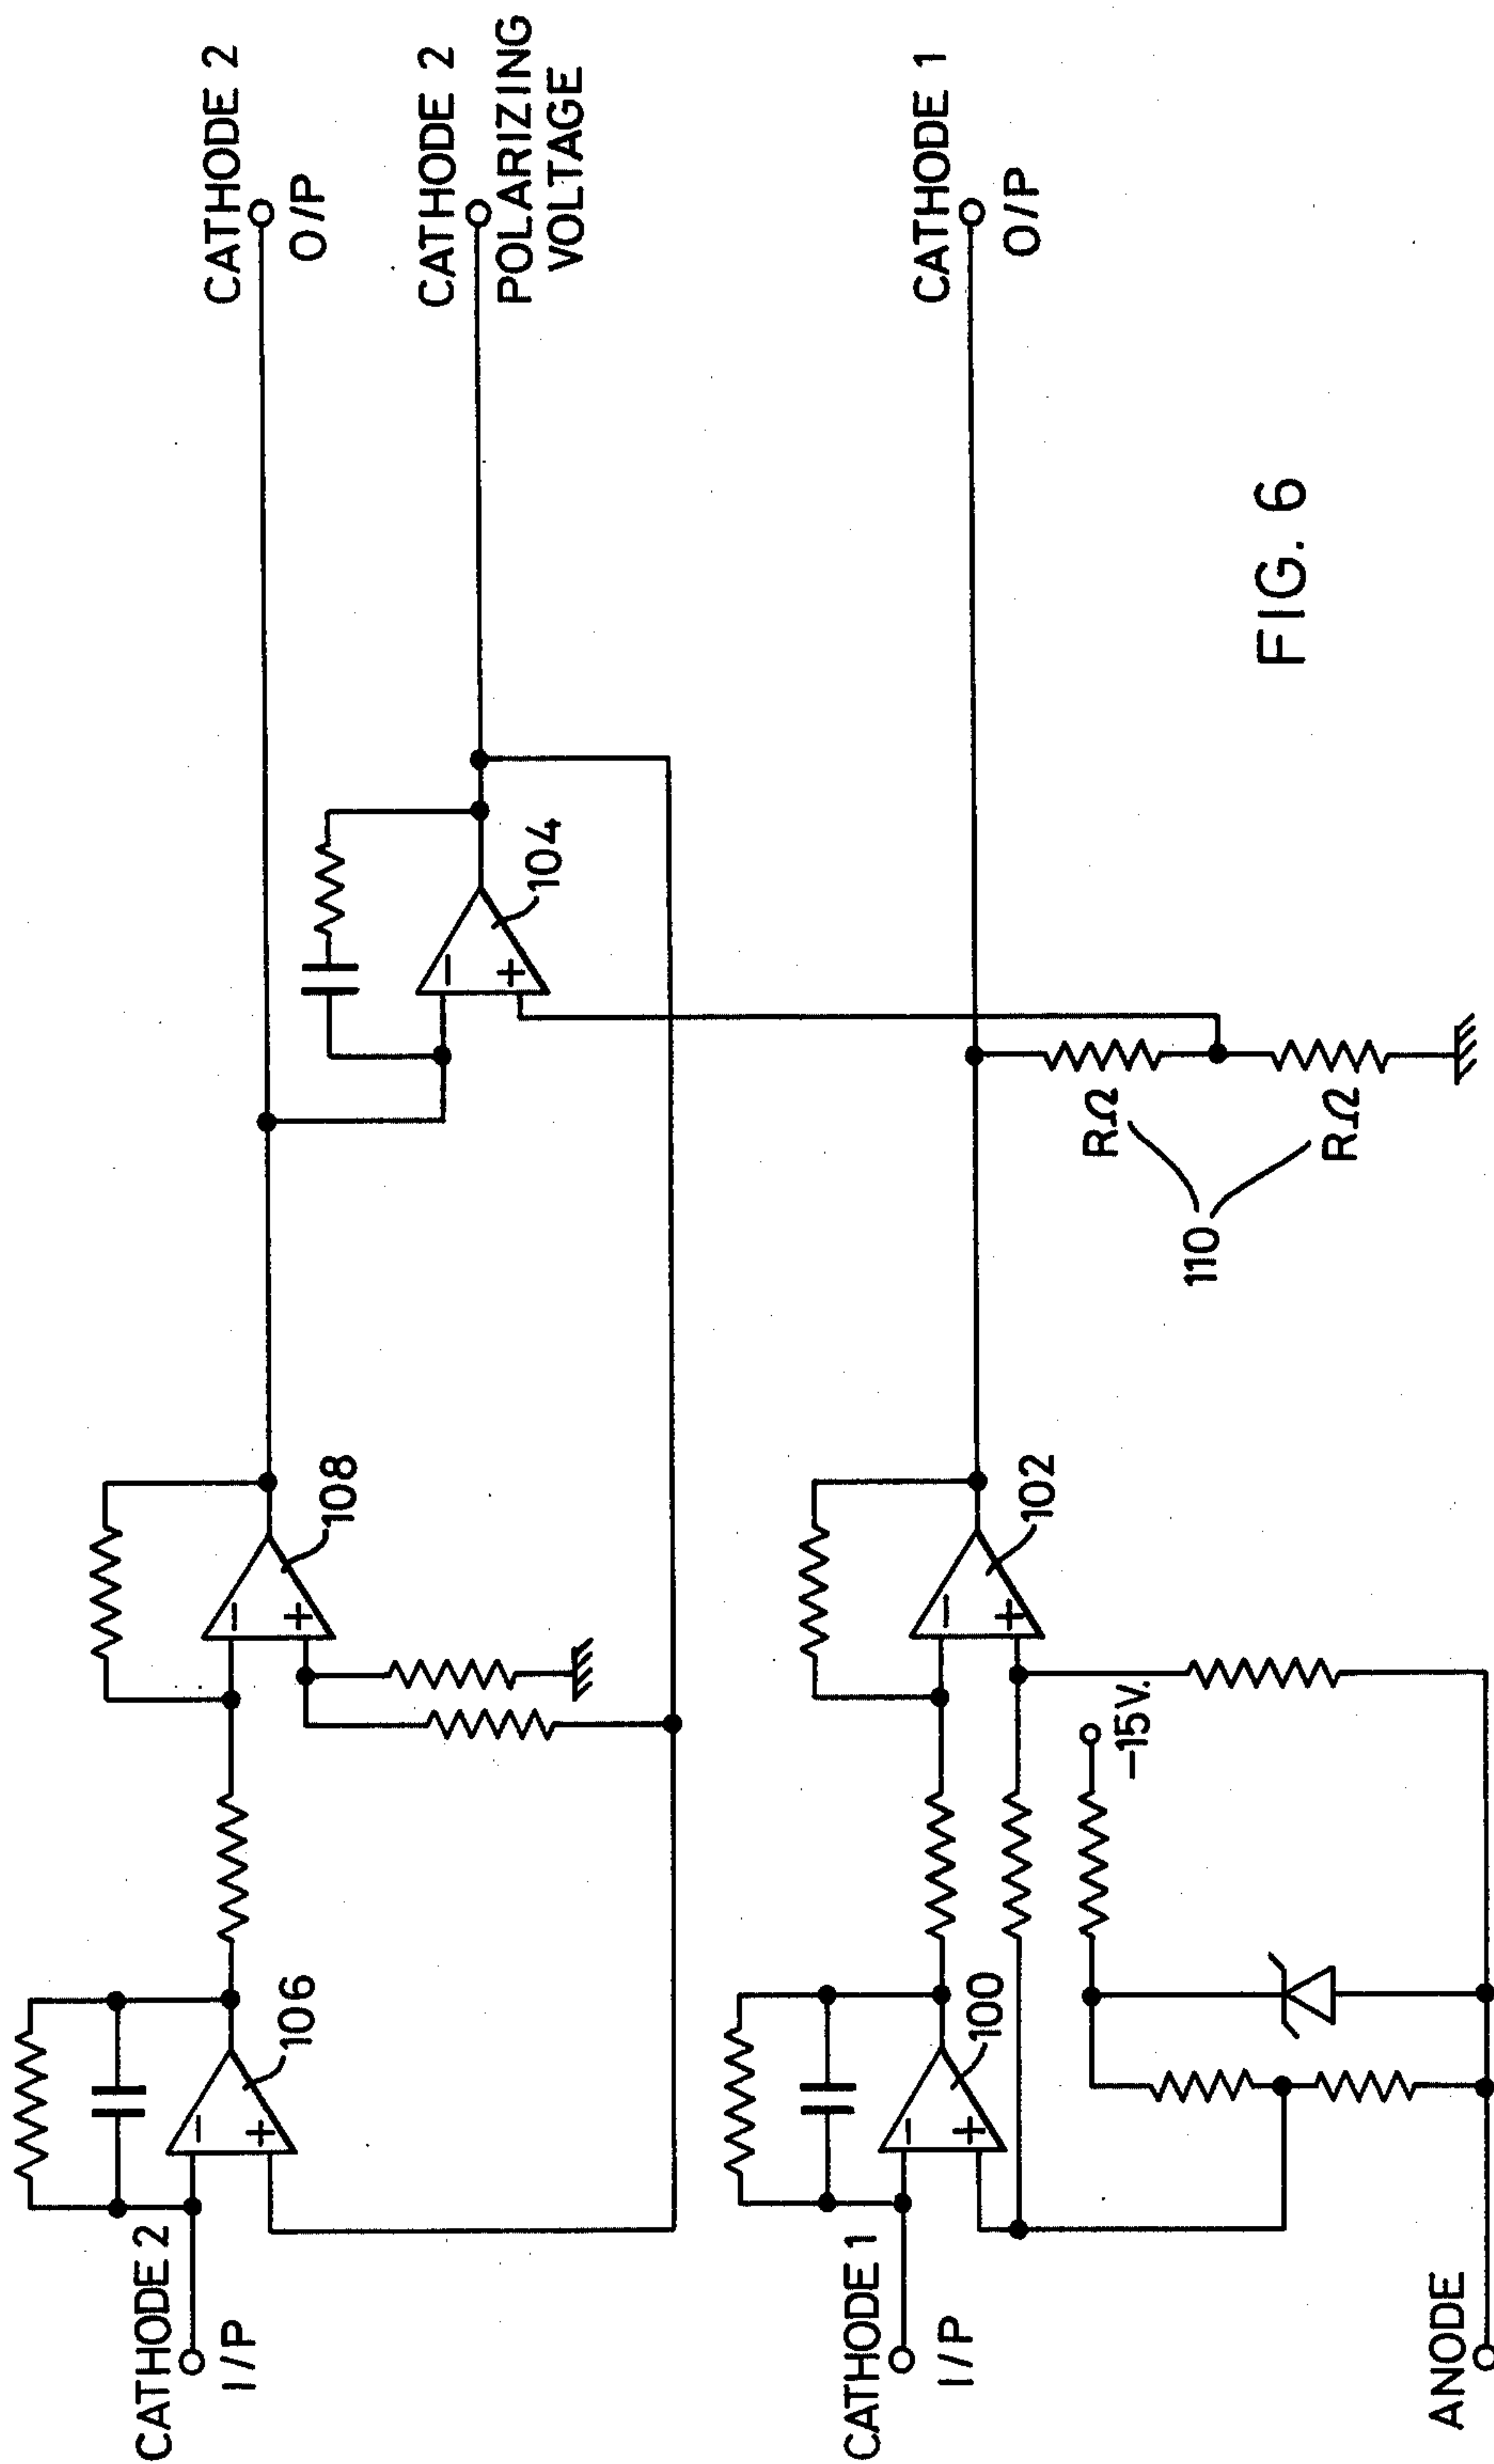 CATHODE 2
I/P
106
108
104
CATHODE 2
O/P
CATHODE 2
POLARIZING
VOLTAGE
CATHODE 1
I/P
100
102
-15V.
ANODE
110
RΩ
RΩ
CATHODE 1
O/P
FIG. 6
− +
− +
− +
− +
− +